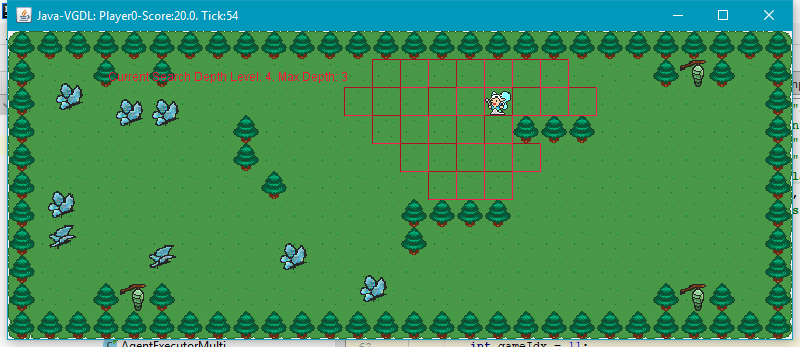 Java-VGDL: Player0-Score:20.0. Tick:54
Current Search Depth Level: 4, Max Depth: 3
AgentExecutorMulti
int gameIdx = 11;